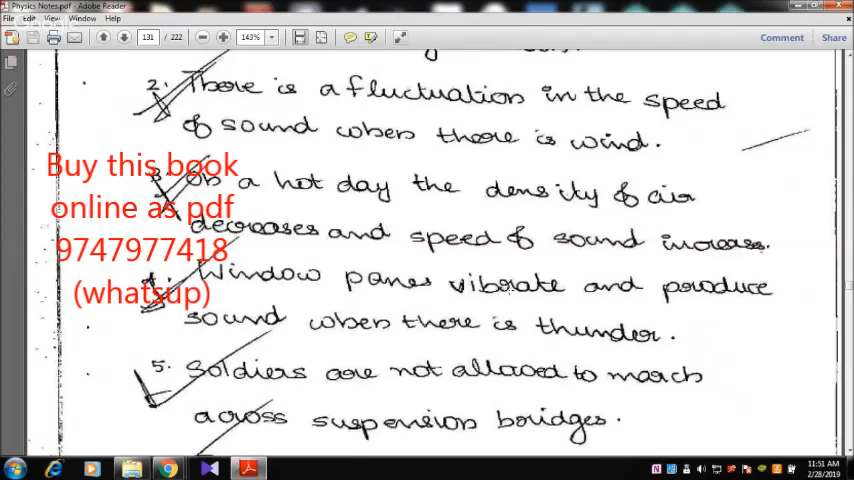 Physics Notes.pdf - Adobe Reader
File Edit View Window Help
131 / 222 143% Comment Share
2. There is a fluctuation in the speed
of sound when there is wind.
3. On a hot day the density of air
decreases and speed of sound increases.
4. Window panes vibrate and produce
sound when there is thunder.
5. Soldiers are not allowed to march
across suspension bridges.
Buy this book
online as pdf
9747977418
(whatsup)
11:51 AM
2/28/2019